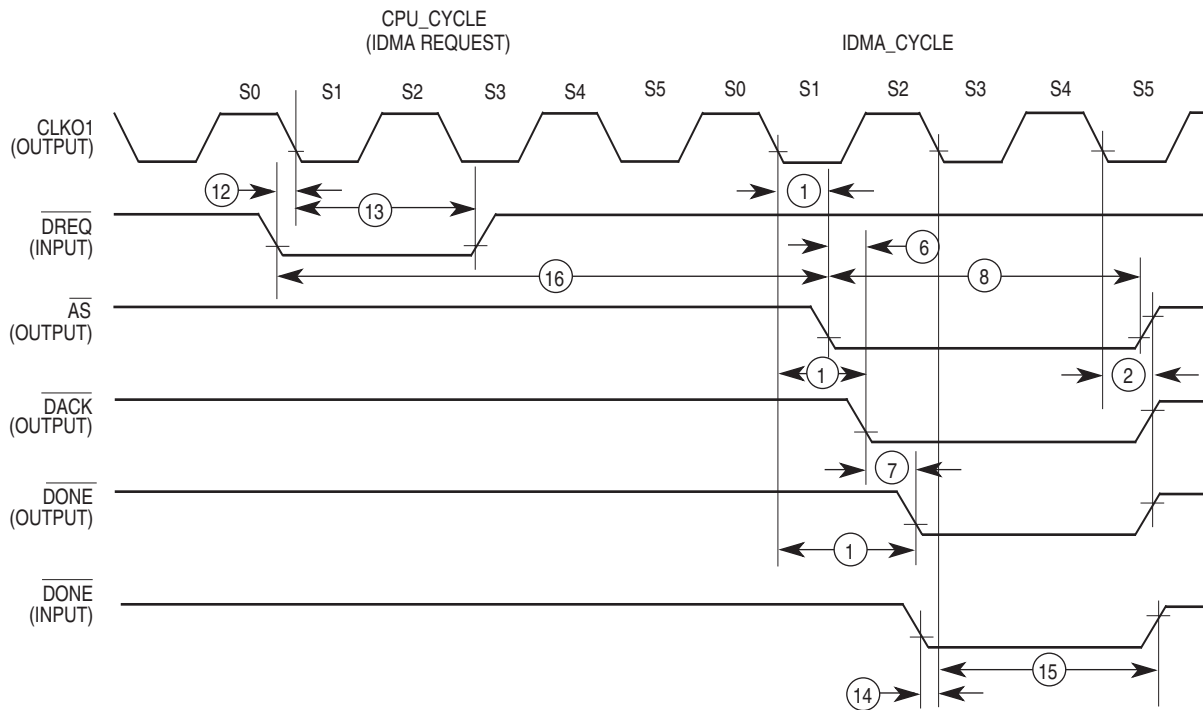 CPU_CYCLE
(IDMA REQUEST)
IDMA_CYCLE
S0 S1 S2 S3 S4 S5 S0 S1 S2 S3 S4 S5
CLKO1
(OUTPUT)
12
13
1
DREQ
(INPUT)
6
16
8
AS
(OUTPUT)
1
2
DACK
(OUTPUT)
7
DONE
(OUTPUT)
1
DONE
(INPUT)
14
15